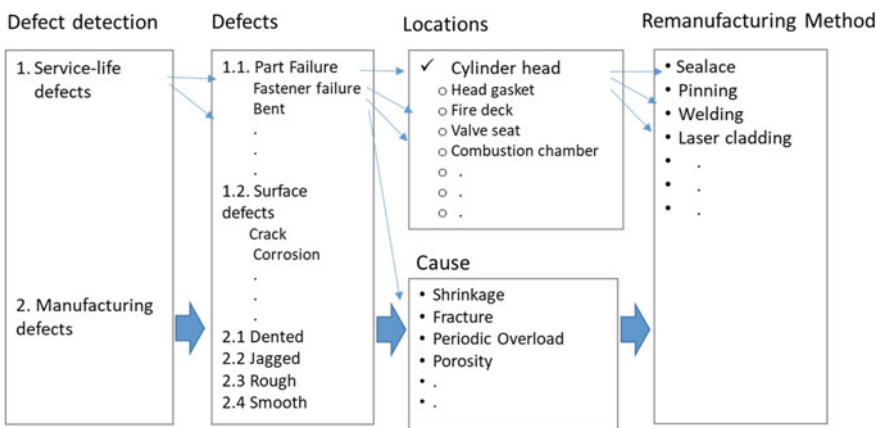 Defect detection
1. Service-life
defects
2. Manufacturing
defects
Defects
1.1. Part Failure
Fastener failure
Bent
.
.
.
1.2. Surface
defects
Crack
Corrosion
.
.
.
2.1 Dented
2.2 Jagged
2.3 Rough
2.4 Smooth
Locations
✓ Cylinder head
○ Head gasket
○ Fire deck
○ Valve seat
○ Combustion chamber
○ .
○ .
○ .
Cause
• Shrinkage
• Fracture
• Periodic Overload
• Porosity
• .
• .
Remanufacturing Method
• Sealace
• Pinning
• Welding
• Laser cladding
• .
• .
• .